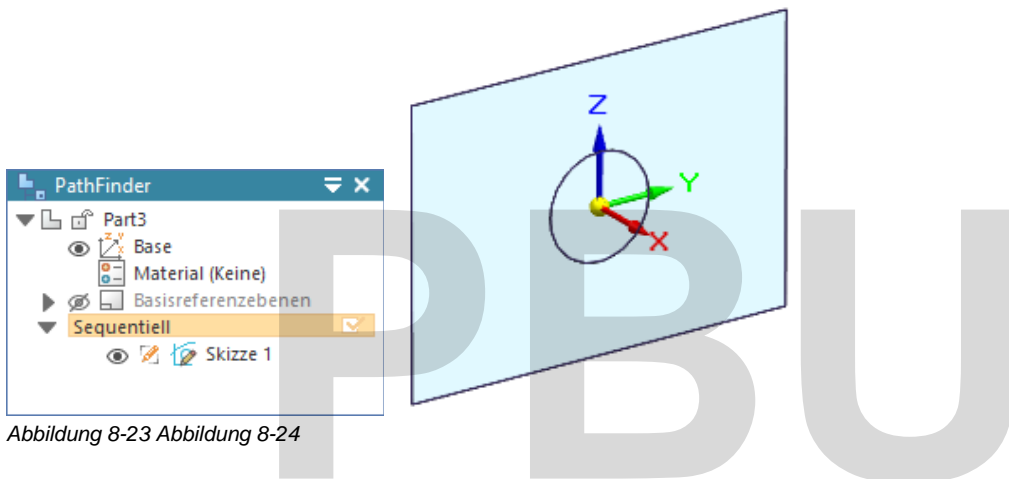 PathFinder
Part3
Base
Material (Keine)
Basisreferenzebenen
Sequentiell
Skizze 1
Z
Y
X
Abbildung 8-23 Abbildung 8-24
PBU